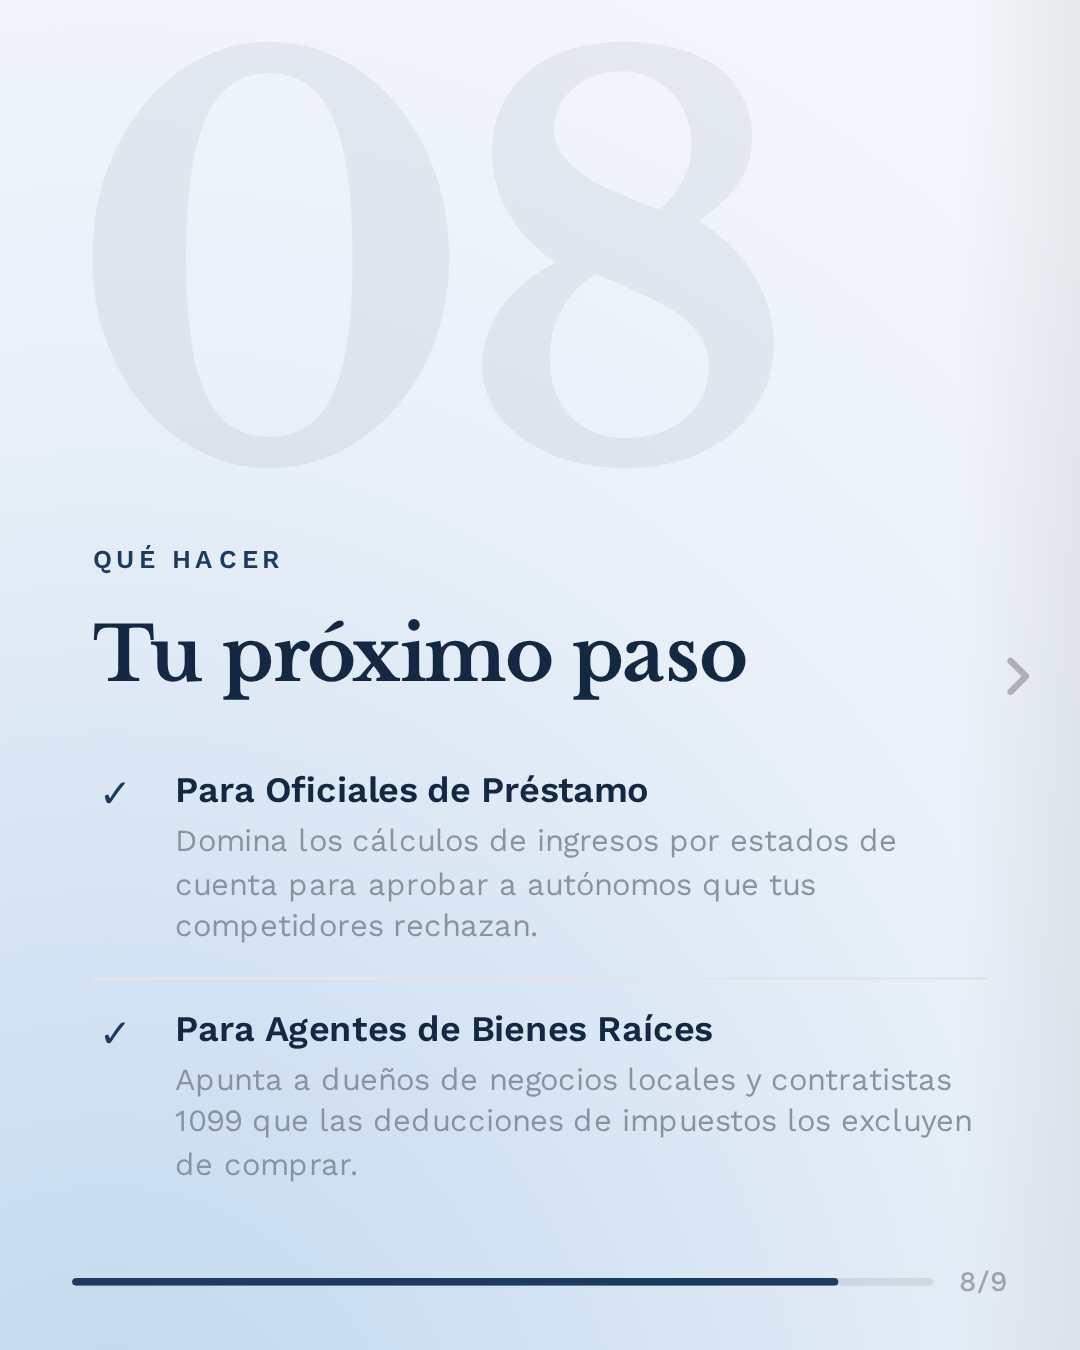 08
QUÉ HACER
Tu próximo paso
✓ Para Oficiales de Préstamo
Domina los cálculos de ingresos por estados de
cuenta para aprobar a autónomos que tus
competidores rechazan.
✓ Para Agentes de Bienes Raíces
Apunta a dueños de negocios locales y contratistas
1099 que las deducciones de impuestos los excluyen
de comprar.
8/9